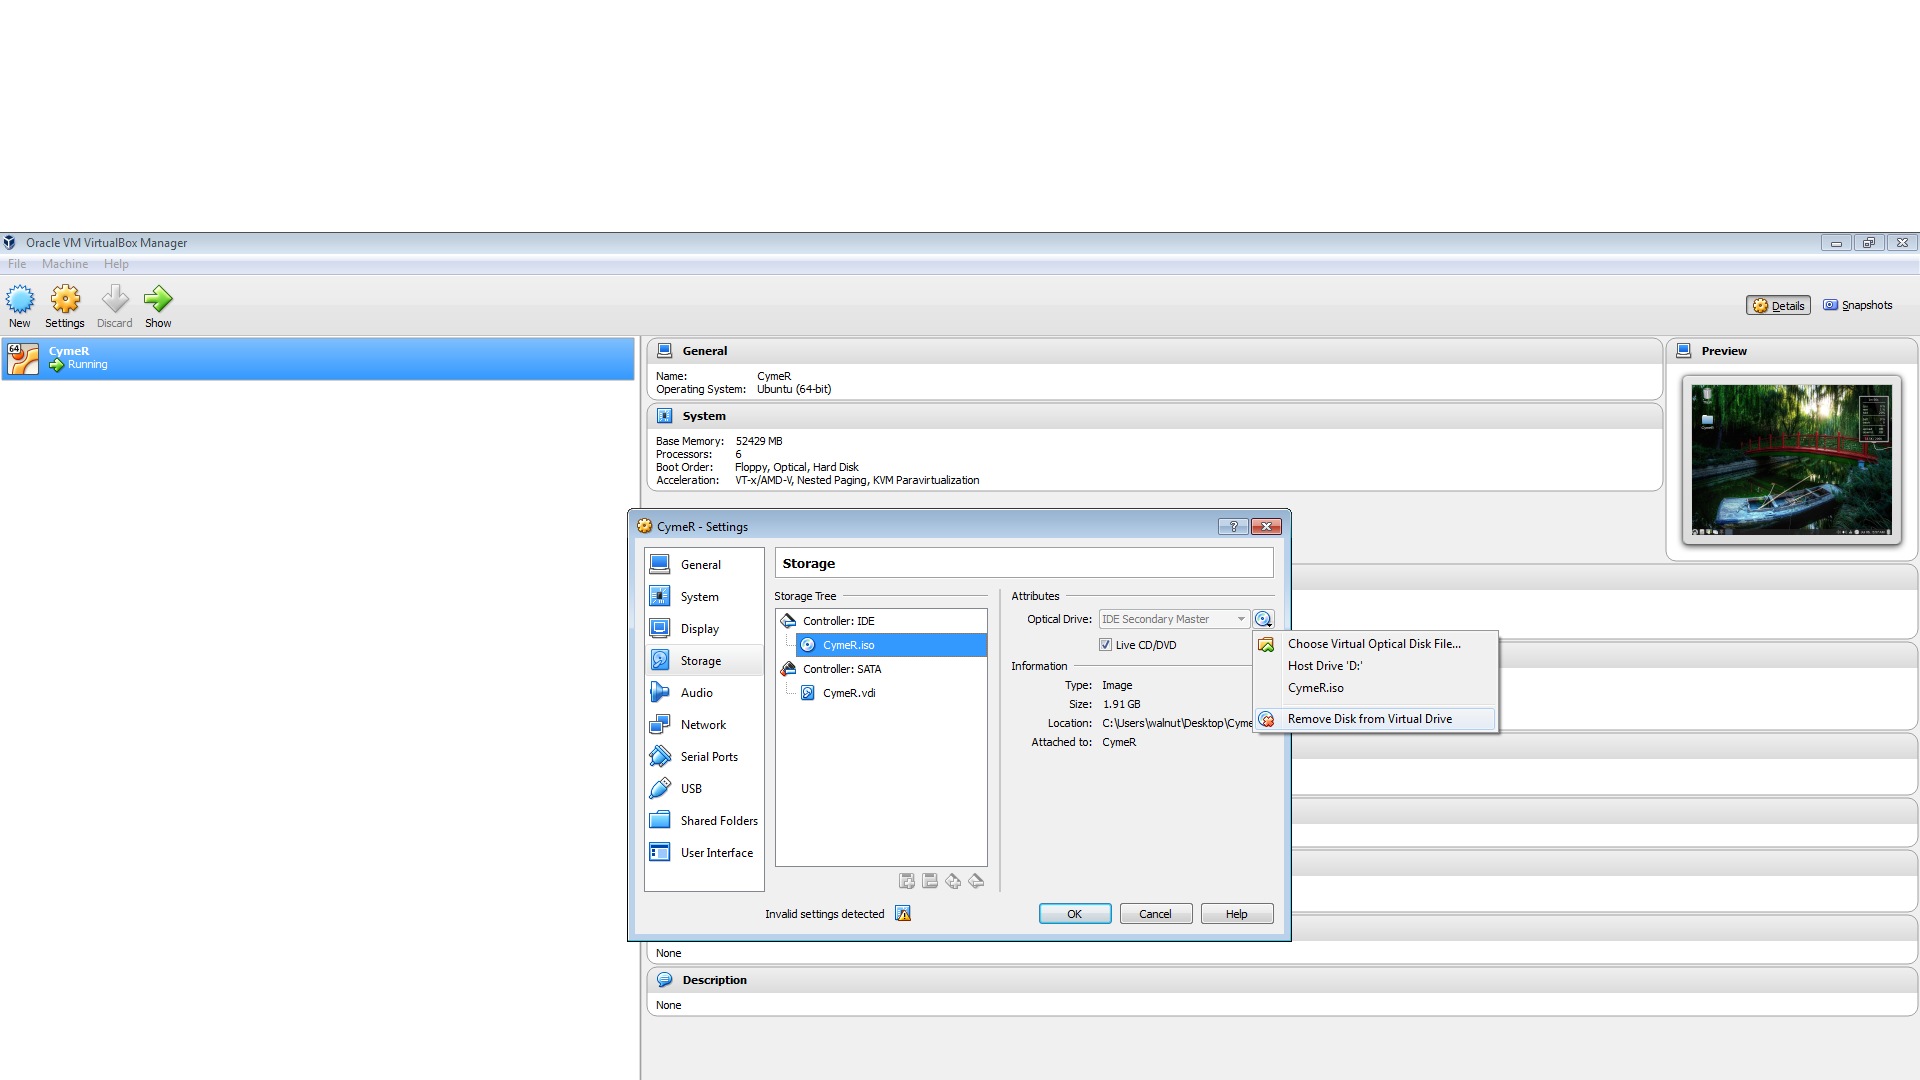 Oracle VM VirtualBox Manager
File Machine Help
New Settings Discard Show
Details Snapshots
64
CymeR
Running
General
Name: CymeR
Operating System: Ubuntu (64-bit)
System
Base Memory: 52429 MB
Processors: 6
Boot Order: Floppy, Optical, Hard Disk
Acceleration: VT-x/AMD-V, Nested Paging, KVM Paravirtualization
Preview
CymeR - Settings
General
System
Display
Storage
Audio
Network
Serial Ports
USB
Shared Folders
User Interface
Storage
Storage Tree
Controller: IDE
CymeR.iso
Controller: SATA
CymeR.vdi
Attributes
Optical Drive: IDE Secondary Master
Live CD/DVD
Information
Type: Image
Size: 1.91 GB
Location: C:\Users\walnut\Desktop\Cyme
Attached to: CymeR
Choose Virtual Optical Disk File...
Host Drive 'D:'
CymeR.iso
Remove Disk from Virtual Drive
Invalid settings detected
OK Cancel Help
None
Description
None